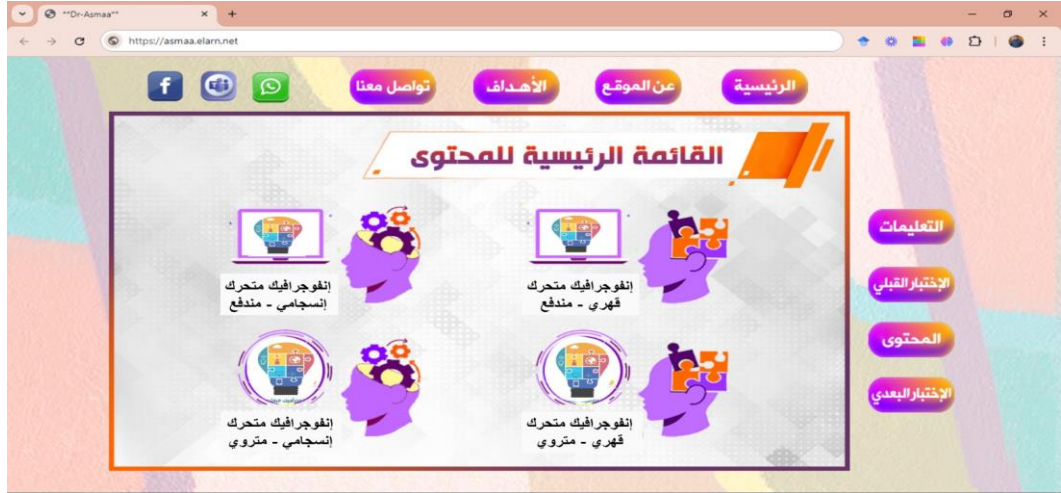 **Dr-Asmaa**
https://asmaa.elarn.net
الرئيسية
عن الموقع
الأهداف
تواصل معنا
القائمة الرئيسية للمحتوى
إنفوجرافيك متحرك
قهري - مندفع
إنفوجرافيك متحرك
إنسجامي - مندفع
إنفوجرافيك متحرك
قهري - متروي
إنفوجرافيك متحرك
إنسجامي - متروي
التعليمات
الإختبار القبلي
المحتوى
الإختبار البعدي